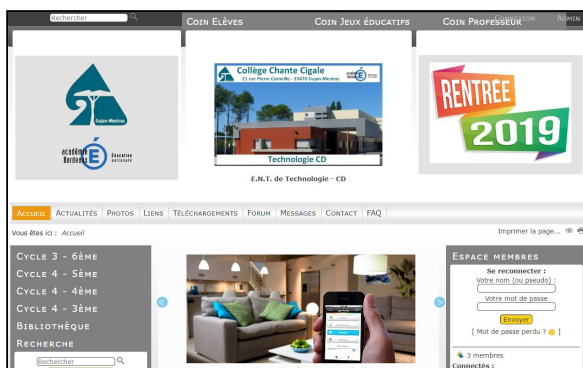 Rechercher
Coin Elèves
Coin Jeux éducatifs
Coin Professeur
Connexion
Admin
Gujan-Mestras
académie
Bordeaux
éducation
nationale
Collège Chante Cigale
21 rue Pierre Corneille - 33470 Gujan-Mestras
Technologie CD
E.N.T. de Technologie - CD
RENTRÉE
2019
Accueil Actualités Photos Liens Téléchargements Forum Messages Contact FAQ
Vous êtes ici : Accueil
Imprimer la page...
Cycle 3 - 6ème
Cycle 4 - 5ème
Cycle 4 - 4ème
Cycle 4 - 3ème
Bibliothèque
Recherche
Rechercher
Espace membres
Se reconnecter :
Votre nom (ou pseudo) :
Votre mot de passe
Envoyer
[ Mot de passe perdu ? ]
3 membres
Connectés :